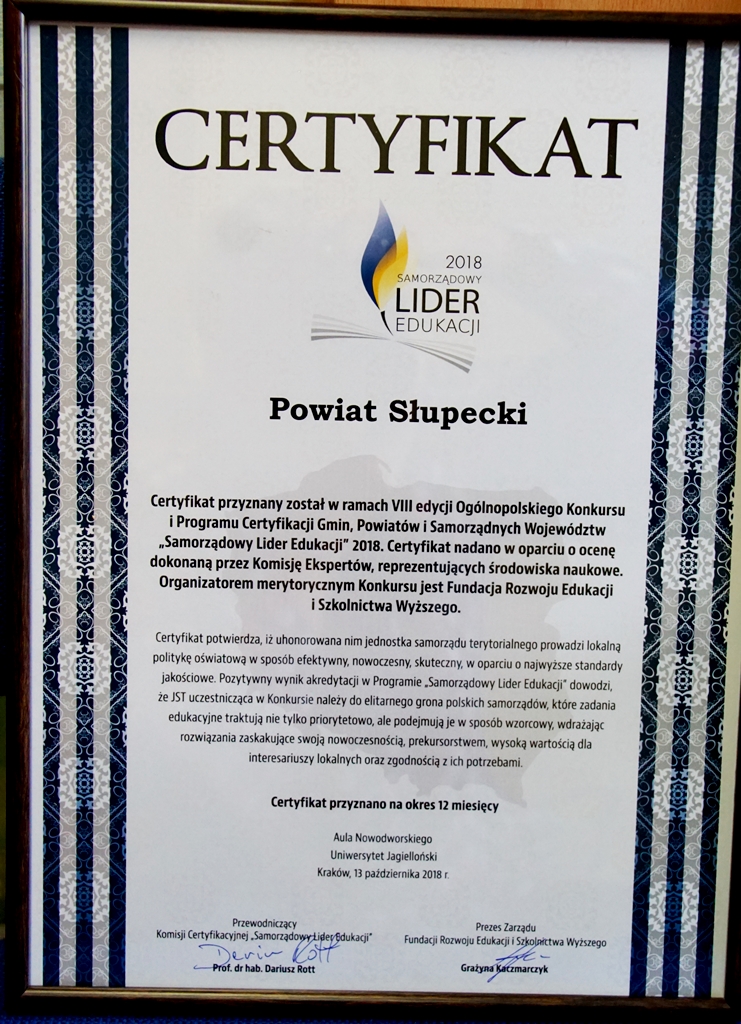 CERTYFIKAT
2018
SAMORZĄDOWY
LIDER
EDUKACJI
Powiat Słupecki
Certyfikat przyznany został w ramach VIII edycji Ogólnopolskiego Konkursu
i Programu Certyfikacji Gmin, Powiatów i Samorządnych Województw
„Samorządowy Lider Edukacji” 2018. Certyfikat nadano w oparciu o ocenę
dokonaną przez Komisję Ekspertów, reprezentujących środowiska naukowe.
Organizatorem merytorycznym Konkursu jest Fundacja Rozwoju Edukacji
i Szkolnictwa Wyższego.
Certyfikat potwierdza, iż uhonorowana nim jednostka samorządu terytorialnego prowadzi lokalną
politykę oświatową w sposób efektywny, nowoczesny, skuteczny, w oparciu o najwyższe standardy
jakościowe. Pozytywny wynik akredytacji w Programie „Samorządowy Lider Edukacji” dowodzi,
że JST uczestnicząca w Konkursie należy do elitarnego grona polskich samorządów, które zadania
edukacyjne traktują nie tylko priorytetowo, ale podejmują je w sposób wzorcowy, wdrażając
rozwiązania zaskakujące swoją nowoczesnością, prekursorstwem, wysoką wartością dla
interesariuszy lokalnych oraz zgodnością z ich potrzebami.
Certyfikat przyznano na okres 12 miesięcy
Aula Nowodworskiego
Uniwersytet Jagielloński
Kraków, 13 października 2018 r.
Przewodniczący
Komisji Certyfikacyjnej „Samorządowy Lider Edukacji”
Dariusz Rott
Prof. dr hab. Dariusz Rott
Prezes Zarządu
Fundacji Rozwoju Edukacji i Szkolnictwa Wyższego
Grażyna Kaczmarczyk